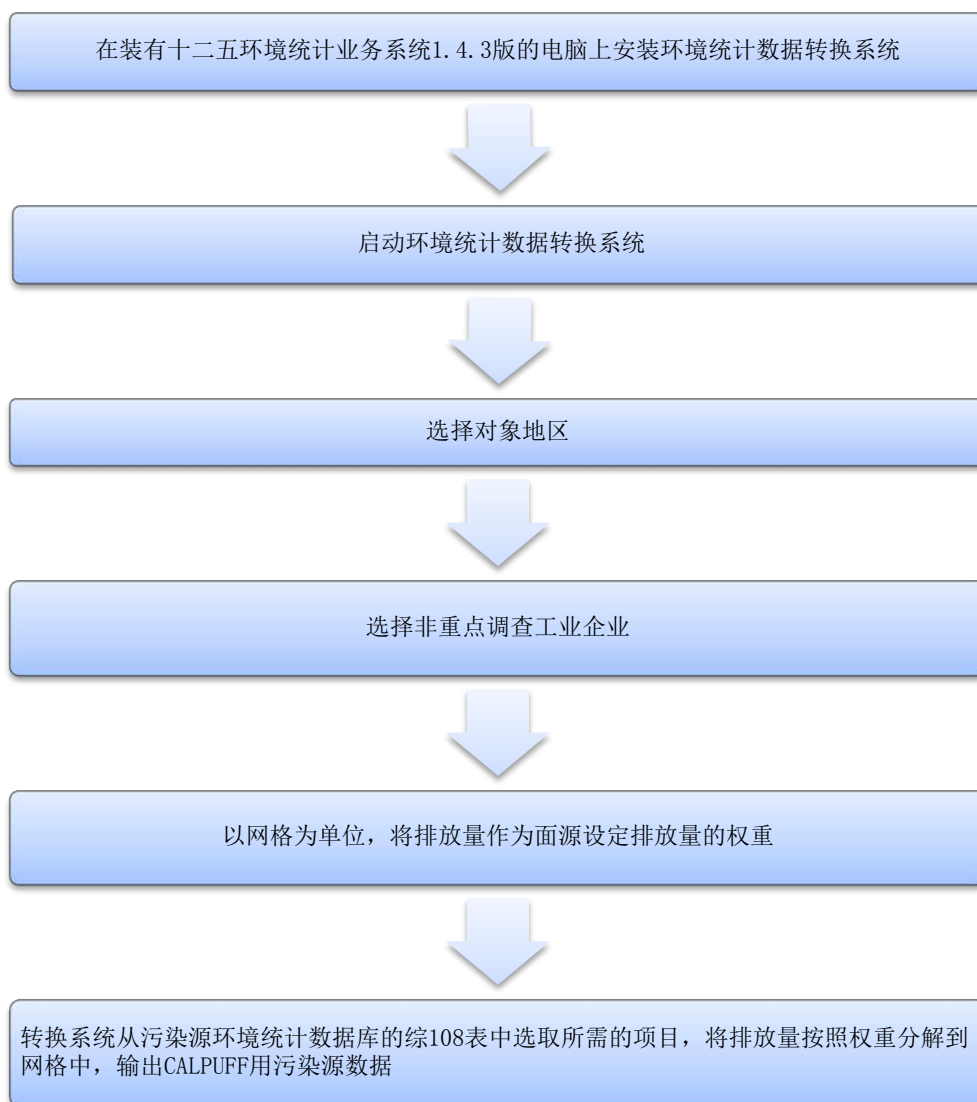 在装有十二五环境统计业务系统1.4.3版的电脑上安装环境统计数据转换系统
启动环境统计数据转换系统
选择对象地区
选择非重点调查工业企业
以网格为单位，将排放量作为面源设定排放量的权重
转换系统从污染源环境统计数据库的综108表中选取所需的项目，将排放量按照权重分解到
网格中，输出CALPUFF用污染源数据